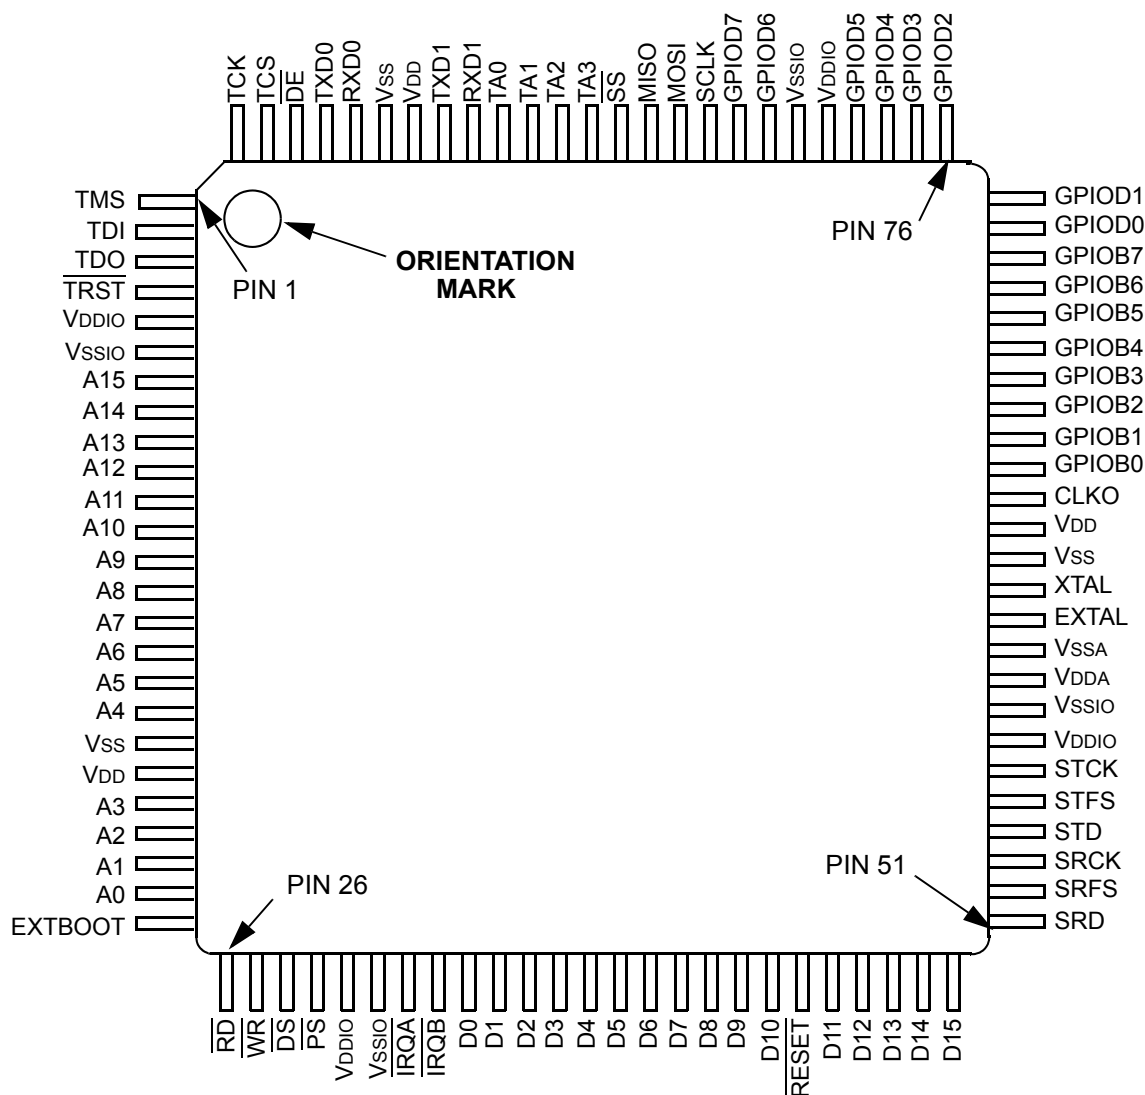 TCK
TCS
DE
TXD0
RXD0
VSS
VDD
TXD1
RXD1
TA0
TA1
TA2
TA3
SS
MISO
MOSI
SCLK
GPIOD7
GPIOD6
VSSIO
VDDIO
GPIOD5
GPIOD4
GPIOD3
GPIOD2
TMS
TDI
TDO
TRST
VDDIO
VSSIO
A15
A14
A13
A12
A11
A10
A9
A8
A7
A6
A5
A4
VSS
VDD
A3
A2
A1
A0
EXTBOOT
PIN 1
ORIENTATION
MARK
PIN 76
PIN 26
PIN 51
GPIOD1
GPIOD0
GPIOB7
GPIOB6
GPIOB5
GPIOB4
GPIOB3
GPIOB2
GPIOB1
GPIOB0
CLKO
VDD
VSS
XTAL
EXTAL
VSSA
VDDA
VSSIO
VDDIO
STCK
STFS
STD
SRCK
SRFS
SRD
RD
WR
DS
PS
VDDIO
VSSIO
IRQA
IRQB
D0
D1
D2
D3
D4
D5
D6
D7
D8
D9
D10
RESET
D11
D12
D13
D14
D15